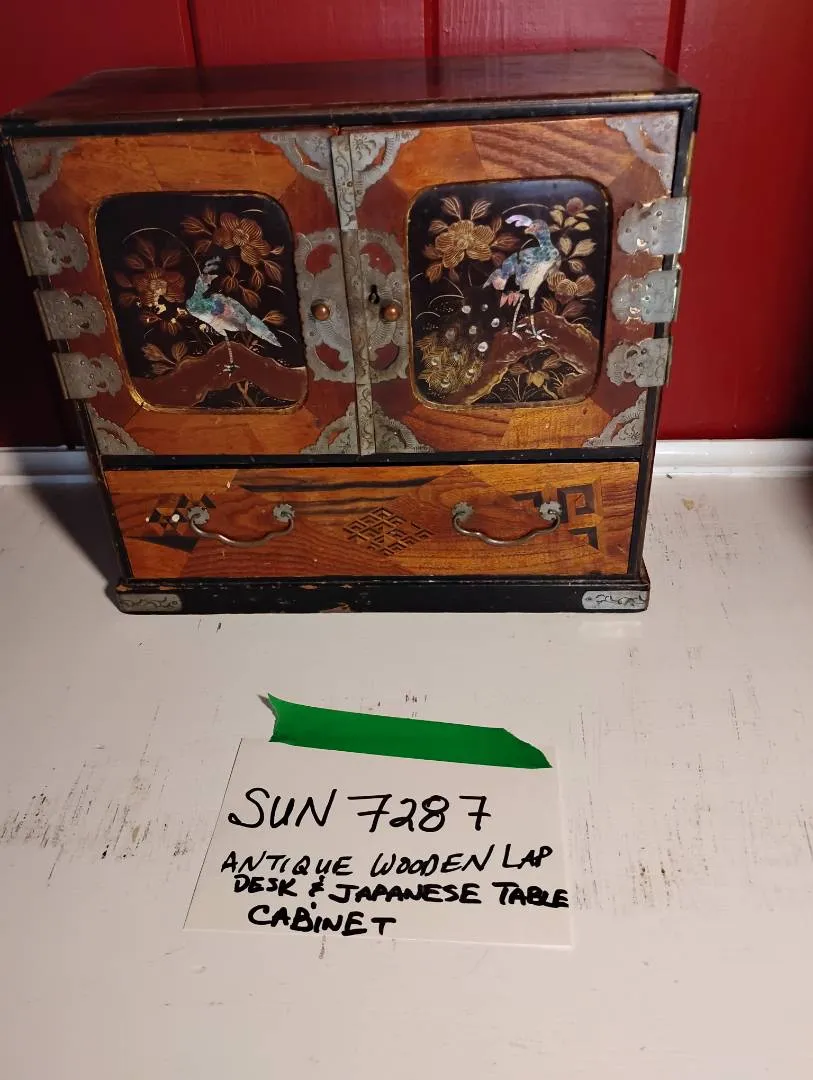 SUN 7287
ANTIQUE WOODEN LAP
DESK & JAPANESE TABLE
CABINET